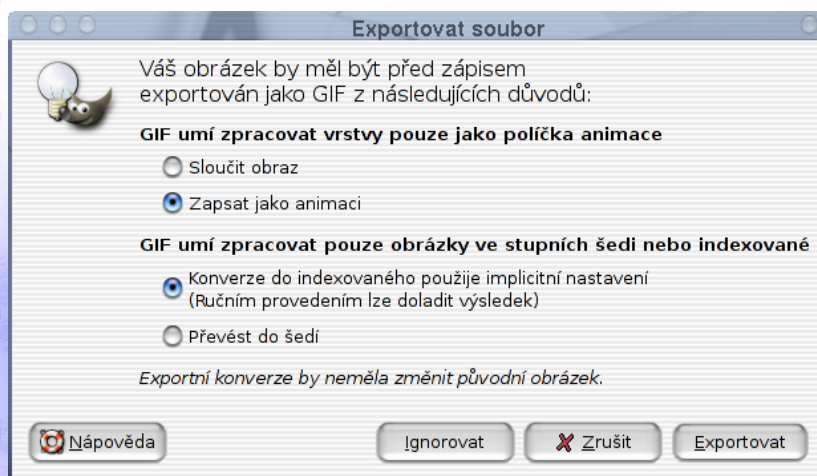 Exportovat soubor
Váš obrázek by měl být před zápisem
exportován jako GIF z následujících důvodů:
GIF umí zpracovat vrstvy pouze jako políčka animace
Sloučit obraz
Zapsat jako animaci
GIF umí zpracovat pouze obrázky ve stupních šedi nebo indexované
Konverze do indexovaného použije implicitní nastavení
(Ručním provedením lze doladit výsledek)
Převést do šedí
Exportní konverze by neměla změnit původní obrázek.
Nápověda
Ignorovat
Zrušit
Exportovat